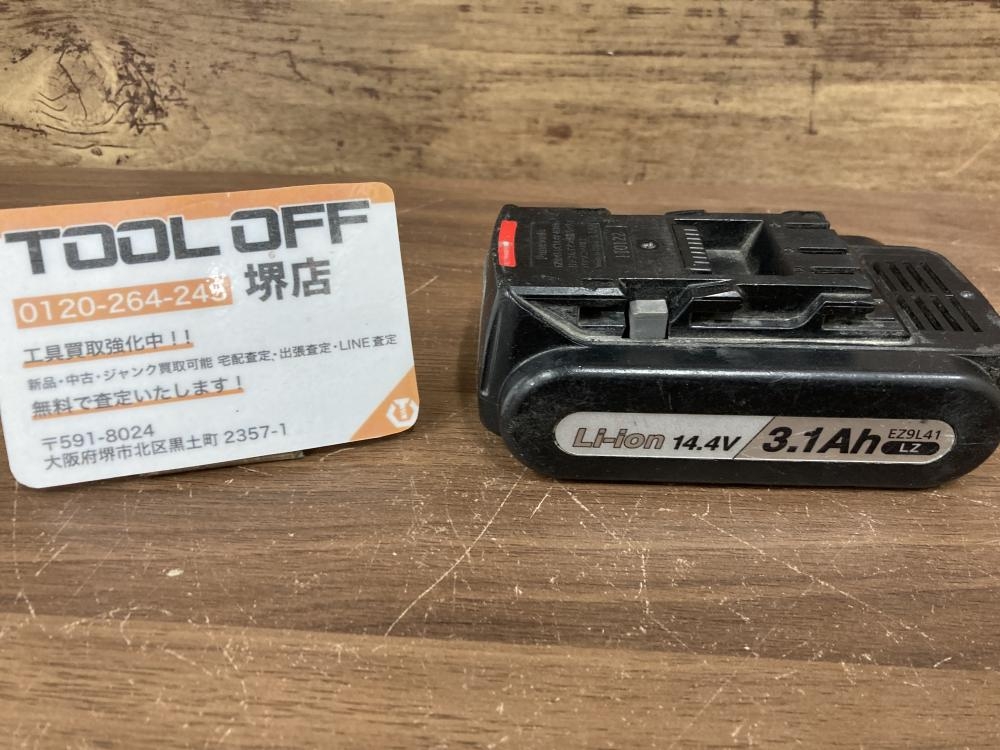 TOOL OFF
0120-264-245 堺店
工具買取強化中!!
新品・中古・ジャンク買取可能 宅配査定・出張査定・LINE査定
無料で査定いたします!
〒591-8024
大阪府堺市北区黒土町 2357-1
Panasonic
Li-ion 14.4V 3.1Ah EZ9L41
LZ